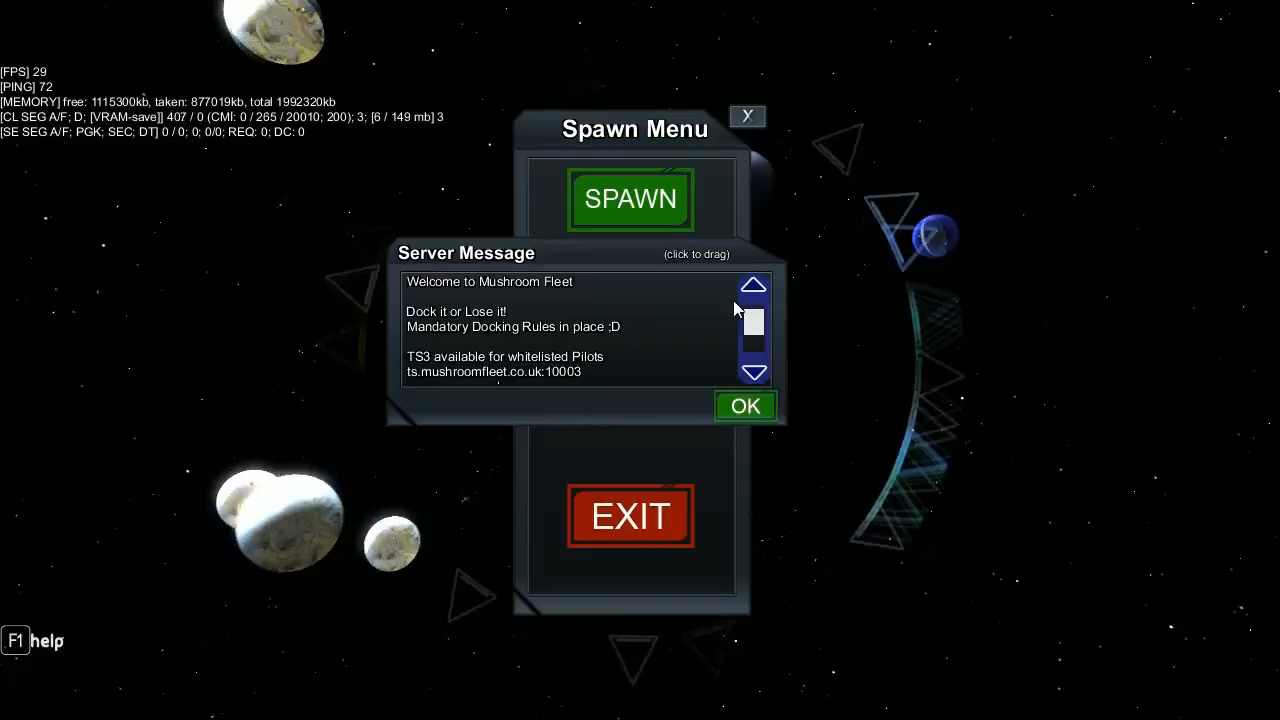 [FPS] 29
[PING] 72
[MEMORY] free: 1115300kb, taken: 877019kb, total 1992320kb
[CL SEG A/F; D; [VRAM-save]] 407 / 0 (CMI: 0 / 265 / 20010; 200); 3; [6 / 149 mb] 3
[SE SEG A/F; PGK; SEC; DT] 0 / 0; 0; 0/0; REQ: 0; DC: 0
Spawn Menu
X
SPAWN
Server Message
(click to drag)
Welcome to Mushroom Fleet
Dock it or Lose it!
Mandatory Docking Rules in place ;D
TS3 available for whitelisted Pilots
ts.mushroomfleet.co.uk:10003
OK
EXIT
F1 help